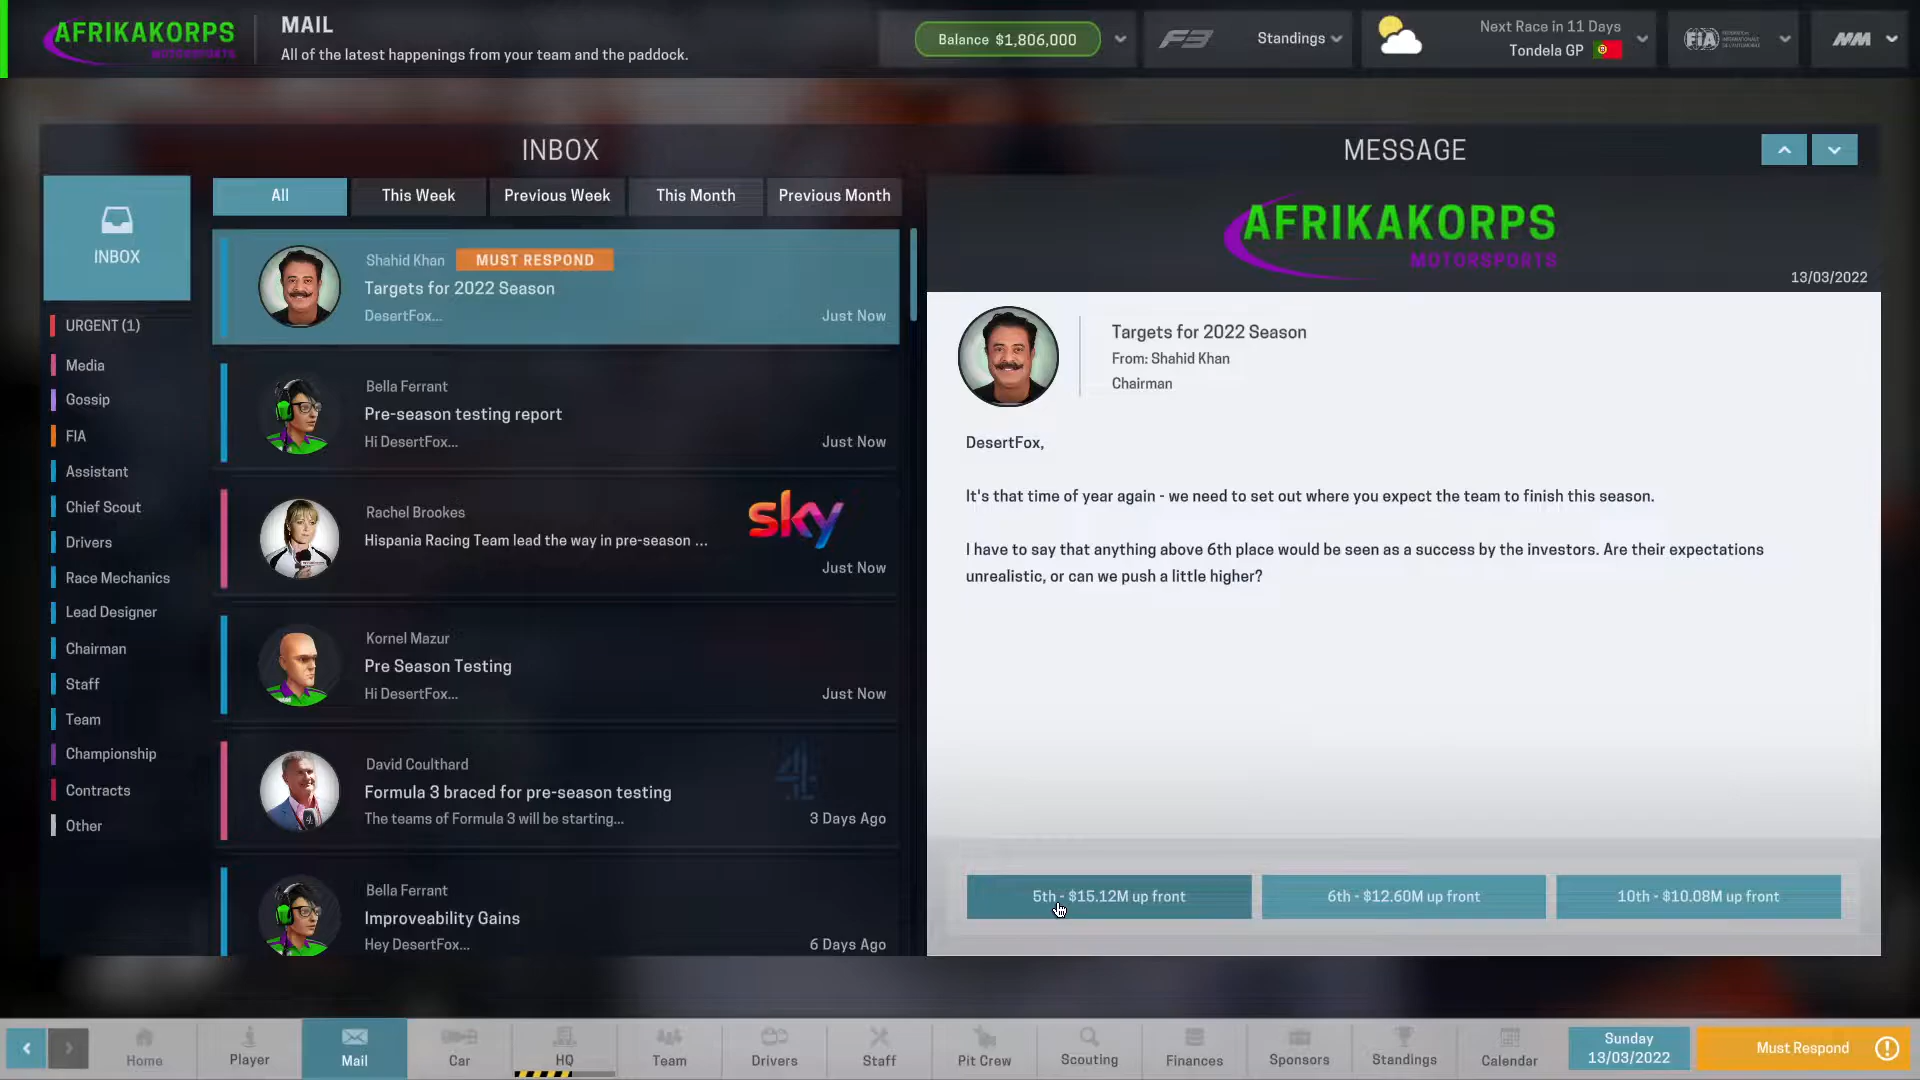 AFRIKAKORPS
MOTORSPORTS
MAIL
All of the latest happenings from your team and the paddock.
Balance $1,806,000
F3
Standings
Next Race in 11 Days
Tondela GP
FIA
MM
INBOX
MESSAGE
INBOX
All
This Week
Previous Week
This Month
Previous Month
URGENT (1)
Media
Gossip
FIA
Assistant
Chief Scout
Drivers
Race Mechanics
Lead Designer
Chairman
Staff
Team
Championship
Contracts
Other
Shahid Khan
MUST RESPOND
Targets for 2022 Season
DesertFox...
Just Now
Bella Ferrant
Pre-season testing report
Hi DesertFox...
Just Now
Rachel Brookes
sky
Hispania Racing Team lead the way in pre-season ...
Just Now
Kornel Mazur
Pre Season Testing
Hi DesertFox...
Just Now
David Coulthard
4
Formula 3 braced for pre-season testing
The teams of Formula 3 will be starting...
3 Days Ago
Bella Ferrant
Improveability Gains
Hey DesertFox...
6 Days Ago
AFRIKAKORPS
MOTORSPORTS
13/03/2022
Targets for 2022 Season
From: Shahid Khan
Chairman
DesertFox,
It's that time of year again - we need to set out where you expect the team to finish this season.
I have to say that anything above 6th place would be seen as a success by the investors. Are their expectations
unrealistic, or can we push a little higher?
5th - $15.12M up front
6th - $12.60M up front
10th - $10.08M up front
Home
Player
Mail
Car
HQ
Team
Drivers
Staff
Pit Crew
Scouting
Finances
Sponsors
Standings
Calendar
Sunday
13/03/2022
Must Respond